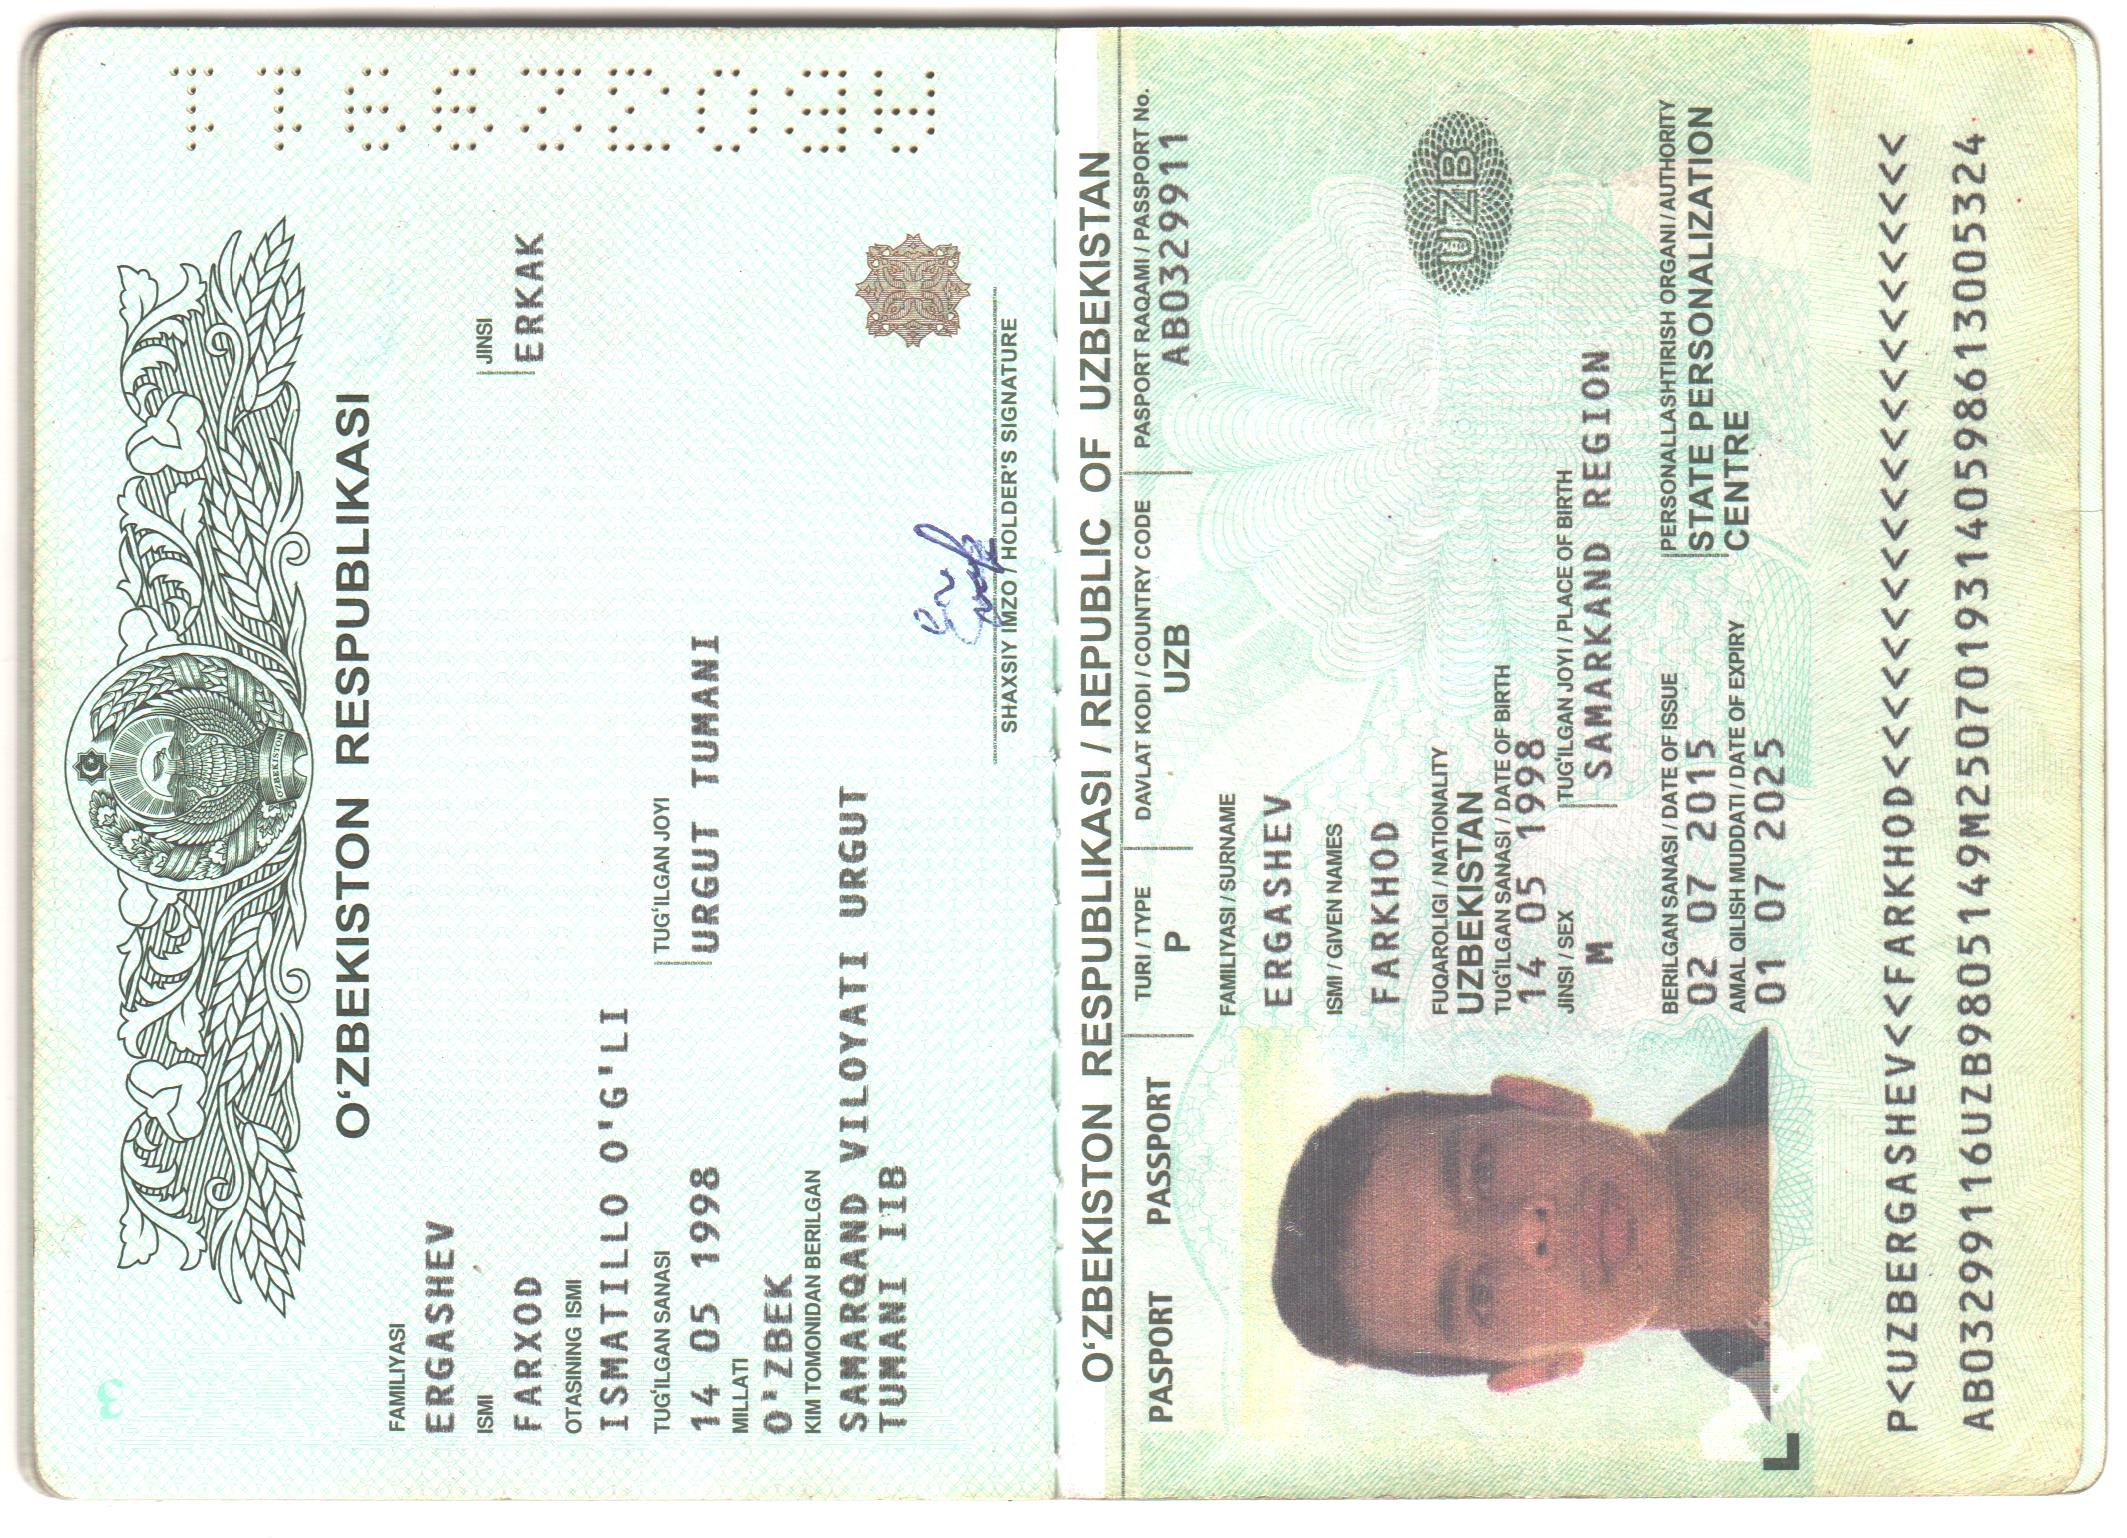 O‘ZBEKISTON RESPUBLIKASI
FAMILIYASI
ERGASHEV
ISMI
FARXOD
JINSI
ERKAK
OTASINING ISMI
ISMATILLO O'G'LI
TUG‘ILGAN SANASI
14 05 1998
TUG‘ILGAN JOYI
URGUT TUMANI
MILLATI
O'ZBEK
KIM TOMONIDAN BERILGAN
SAMARQAND VILOYATI URGUT
TUMANI IIB
SHAXSIY IMZO / HOLDER'S SIGNATURE
3
AB0329911
O‘ZBEKISTON RESPUBLIKASI / REPUBLIC OF UZBEKISTAN
PASPORT PASSPORT
TURI / TYPE
P
DAVLAT KODI / COUNTRY CODE
UZB
PASPORT RAQAMI / PASSPORT No.
AB0329911
FAMILIYASI / SURNAME
ERGASHEV
ISMI / GIVEN NAMES
FARKHOD
FUQAROLIGI / NATIONALITY
UZBEKISTAN
UZB
TUG‘ILGAN SANASI / DATE OF BIRTH
14 05 1998
JINSI / SEX
M
TUG‘ILGAN JOYI / PLACE OF BIRTH
SAMARKAND REGION
BERILGAN SANASI / DATE OF ISSUE
02 07 2015
AMAL QILISH MUDDATI / DATE OF EXPIRY
01 07 2025
PERSONALLASHTIRISH ORGANI / AUTHORITY
STATE PERSONALIZATION
CENTRE
P<UZBERGASHEV<<FARKHOD<<<<<<<<<<<<<<<<<<<<<<
AB03299116UZB9805149M25070193140598613005324